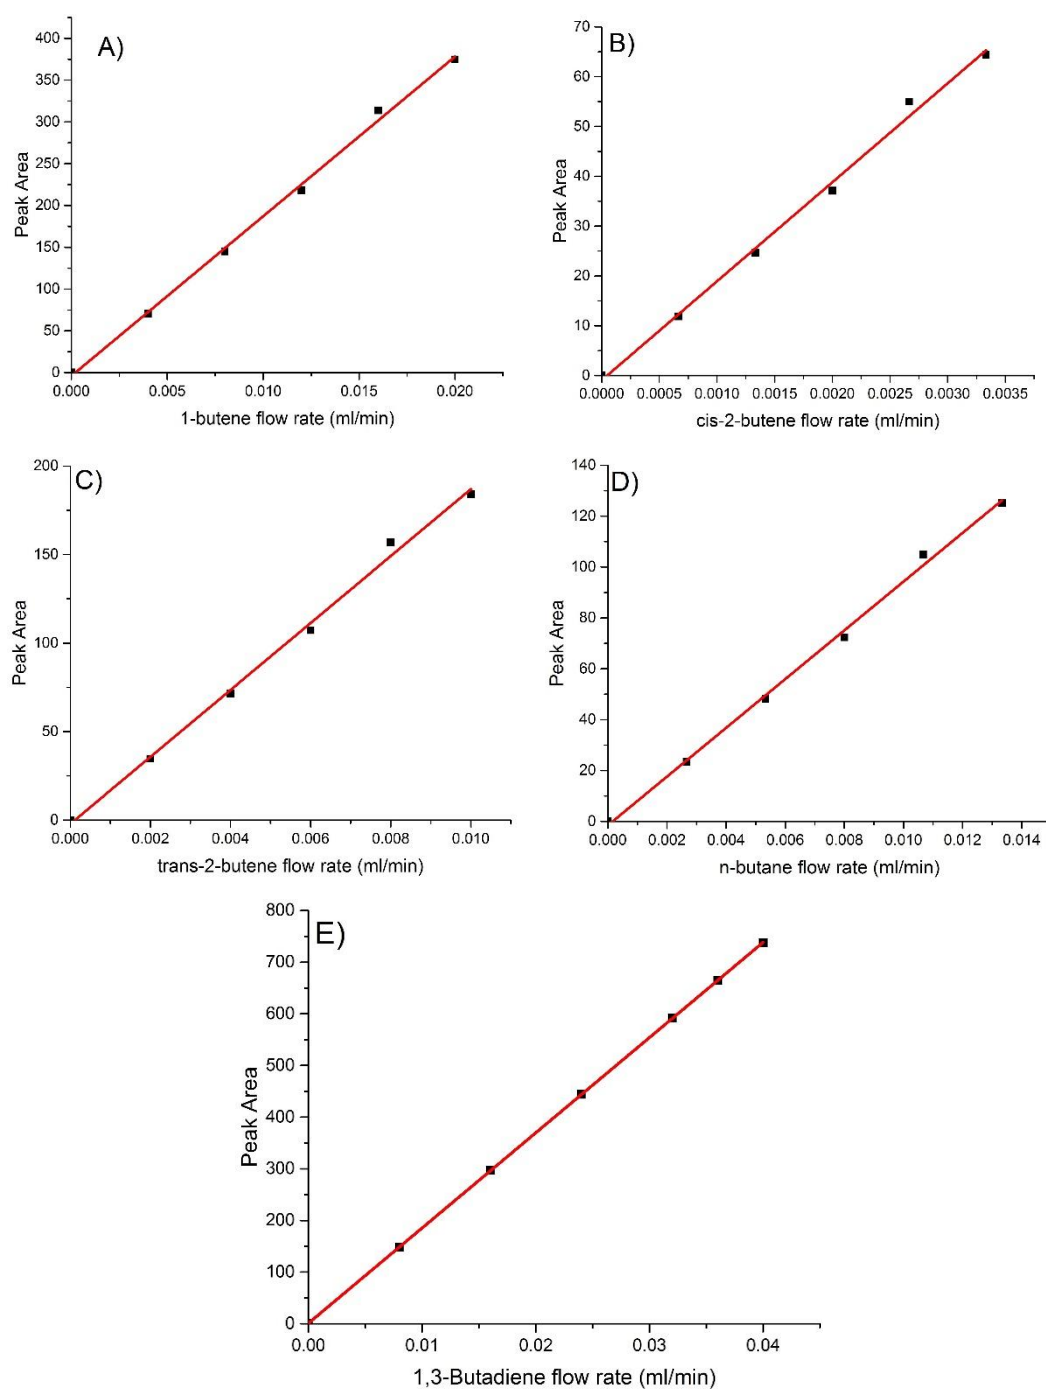 A)
Peak Area
400
350
300
250
200
150
100
50
0
0.000 0.005 0.010 0.015 0.020
1-butene flow rate (ml/min)
B)
Peak Area
70
60
50
40
30
20
10
0
0.0000 0.0005 0.0010 0.0015 0.0020 0.0025 0.0030 0.0035
cis-2-butene flow rate (ml/min)
C)
Peak Area
200
150
100
50
0
0.000 0.002 0.004 0.006 0.008 0.010
trans-2-butene flow rate (ml/min)
D)
Peak Area
140
120
100
80
60
40
20
0
0.000 0.002 0.004 0.006 0.008 0.010 0.012 0.014
n-butane flow rate (ml/min)
E)
Peak Area
800
700
600
500
400
300
200
100
0
0.00 0.01 0.02 0.03 0.04
1,3-Butadiene flow rate (ml/min)